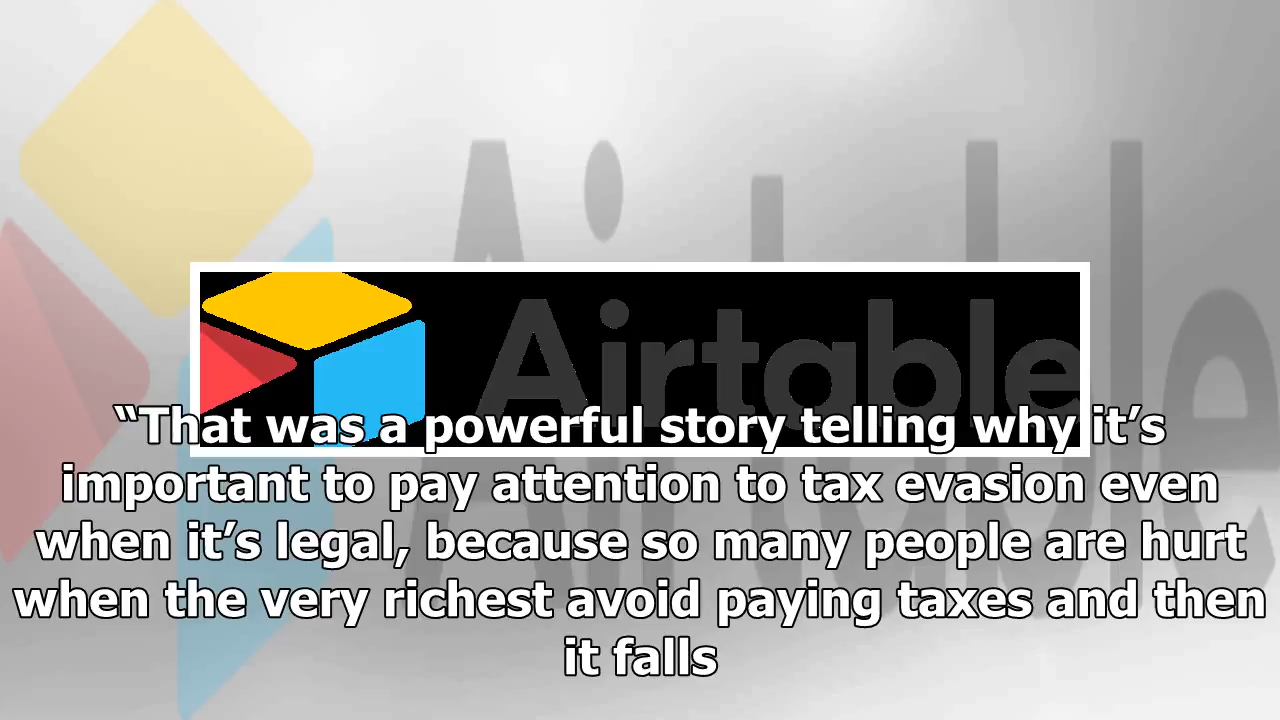 Airtable
Airtable
“That was a powerful story telling why it’s
important to pay attention to tax evasion even
when it’s legal, because so many people are hurt
when the very richest avoid paying taxes and then
it falls